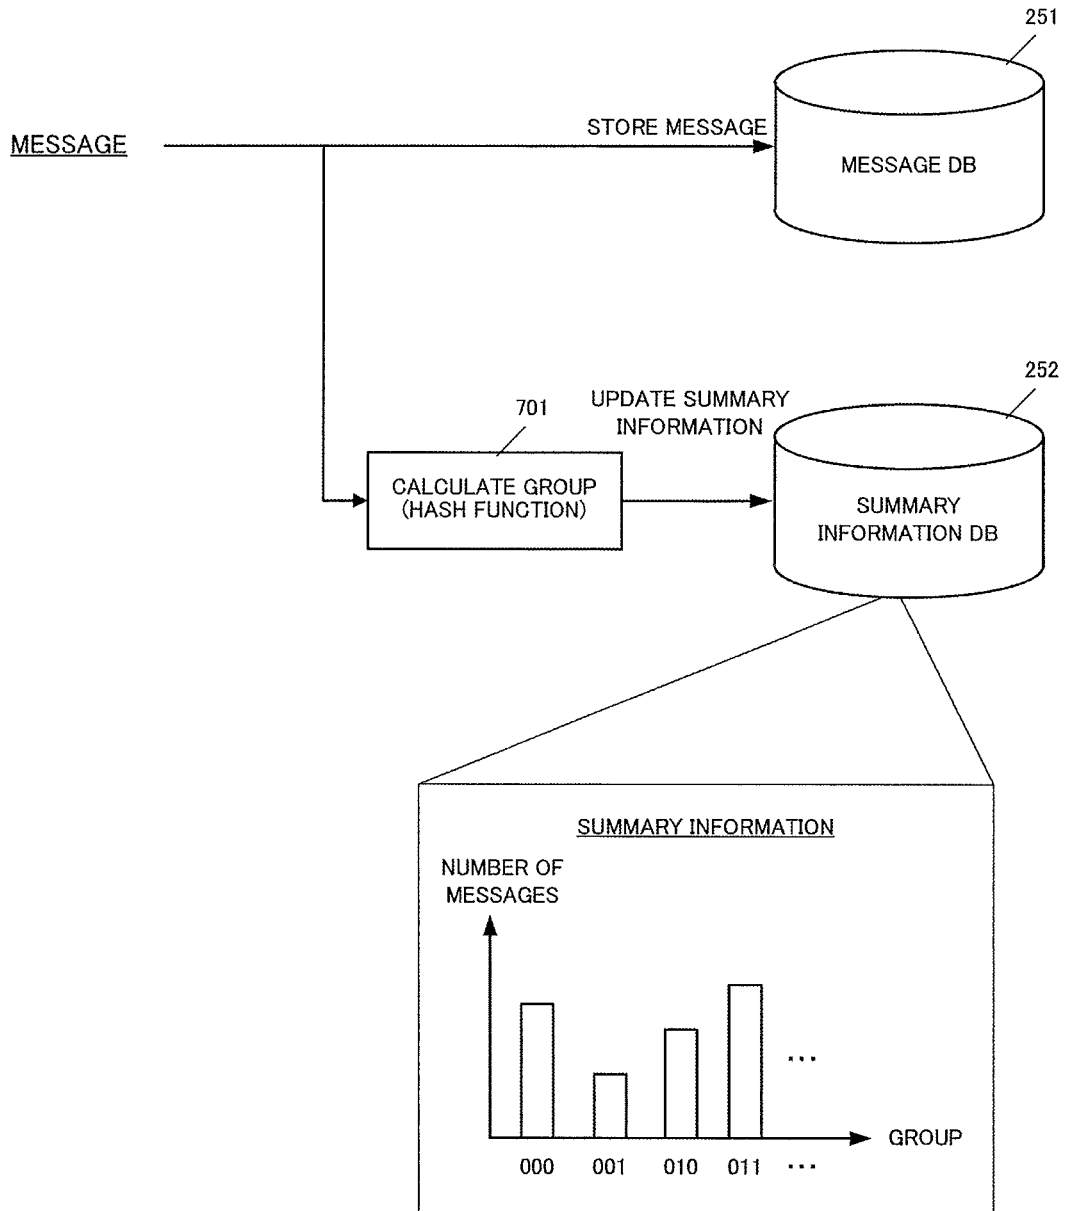 251
MESSAGE
STORE MESSAGE
MESSAGE DB
252
701
UPDATE SUMMARY
INFORMATION
CALCULATE GROUP
(HASH FUNCTION)
SUMMARY
INFORMATION DB
SUMMARY INFORMATION
NUMBER OF
MESSAGES
...
GROUP
000 001 010 011 ...